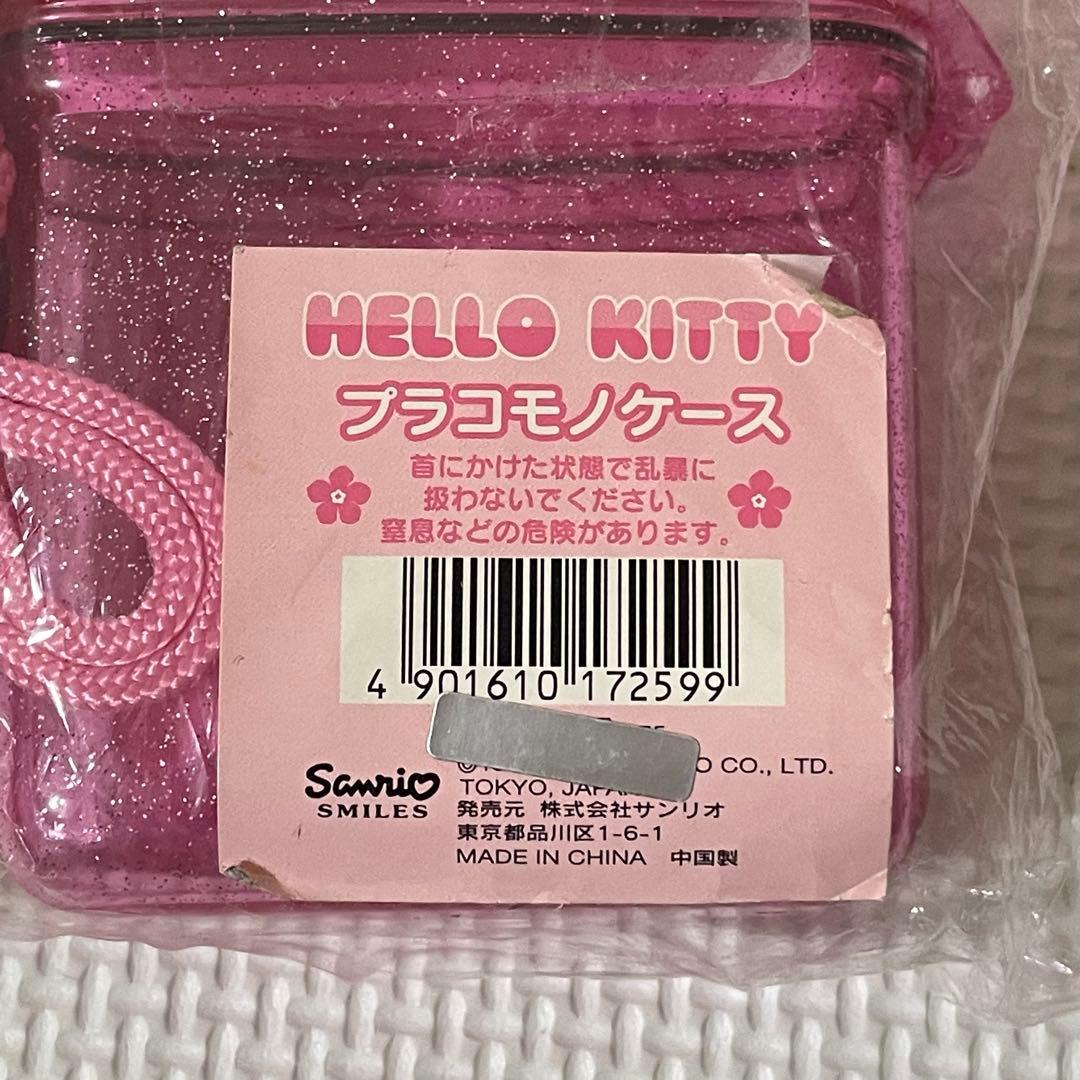 HELLO KITTY
プラコモノケース
首にかけた状態で乱暴に
扱わないでください。
窒息などの危険があります。
4 901610 172599
Sanrio
SMILES
CO., LTD.
TOKYO,
発売元 株式会社サンリオ
東京都品川区1-6-1
MADE IN CHINA 中国製